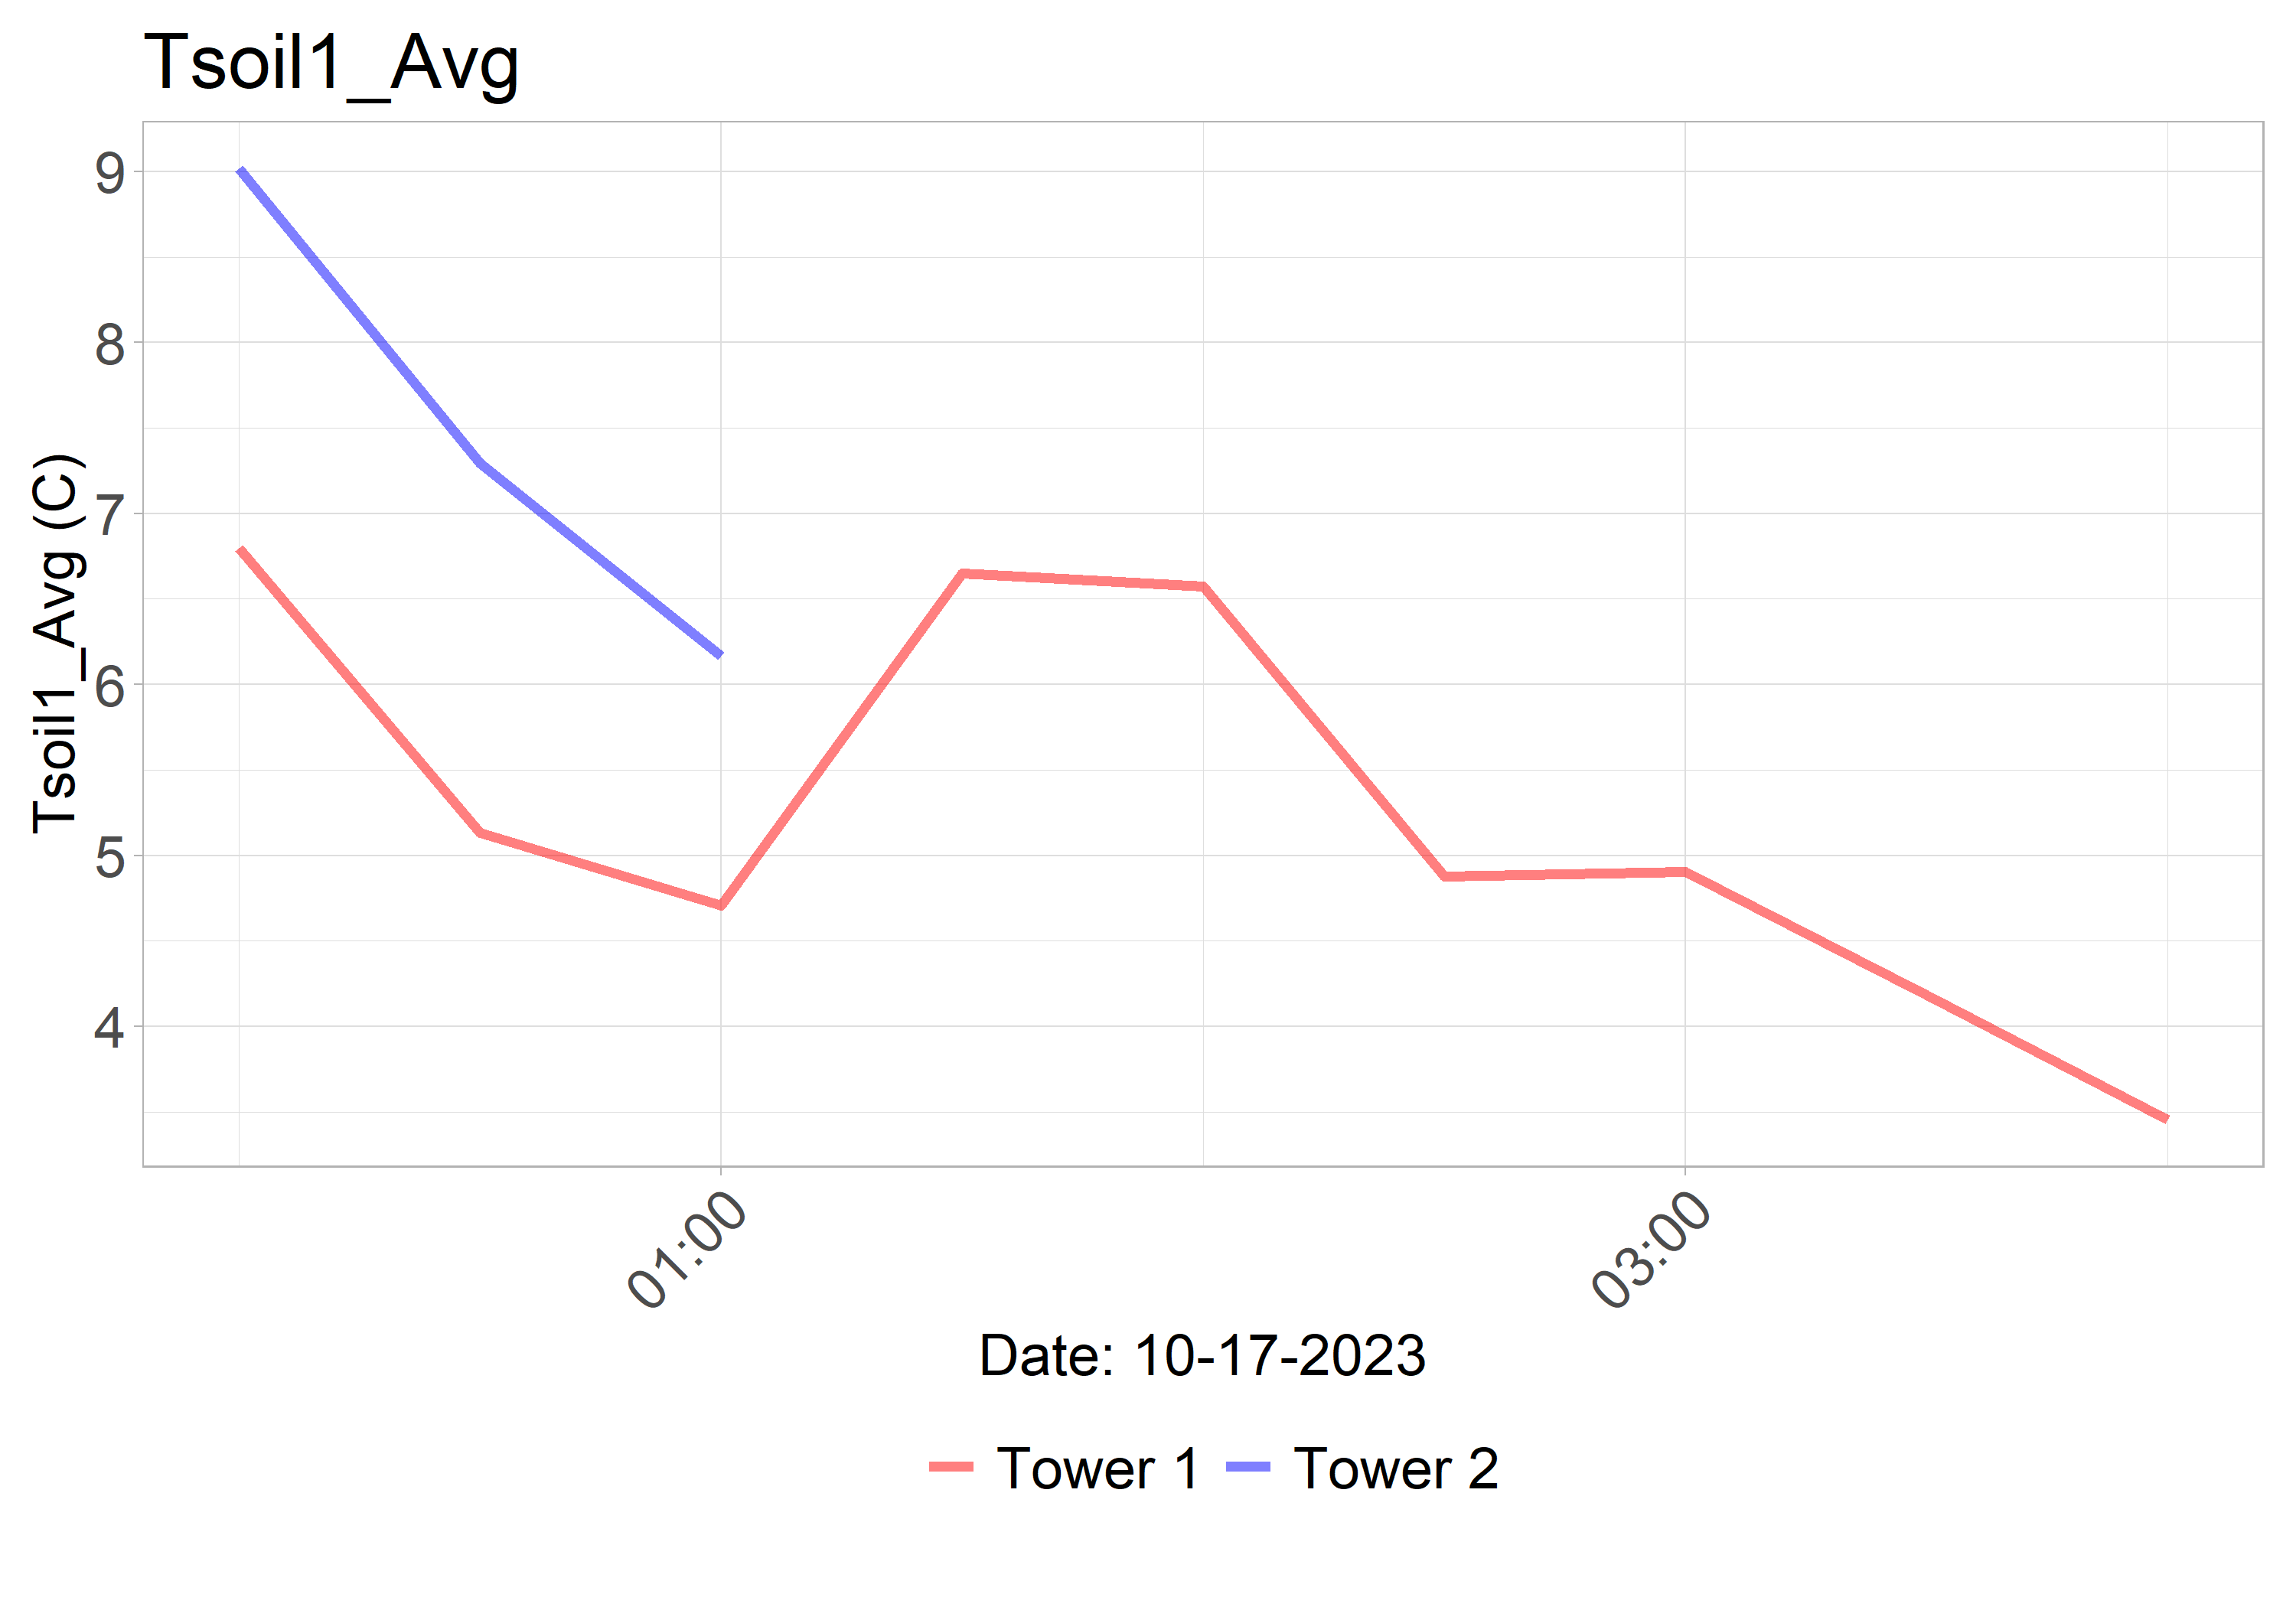 Tsoil1_Avg
Tsoil1_Avg (C)
9
8
7
6
5
4
01:00
03:00
Date: 10-17-2023
Tower 1
Tower 2